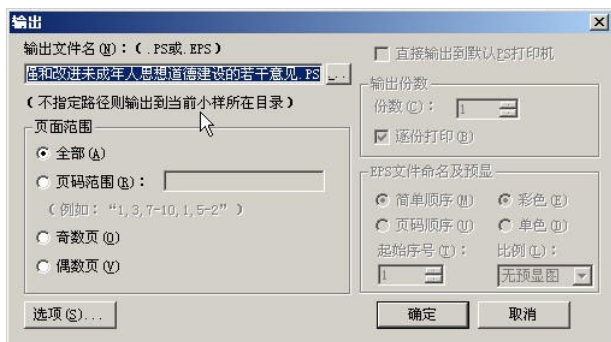 输出
输出文件名(N)：(.PS或.EPS)
强和改进未成年人思想道德建设的若干意见.PS
...
(不指定路径则输出到当前小样所在目录)
页面范围
全部(A)
页码范围(R)：
(例如：“1,3,7-10,1,5-2”)
奇数页(O)
偶数页(V)
选项(S)...
直接输出到默认PS打印机
输出份数
份数(C)：
1
逐份打印(B)
EPS文件命名及预显
简单顺序(M)
彩色(E)
页码顺序(U)
单色(G)
起始序号(T)：
比例(L)：
1
无预显图
确定
取消